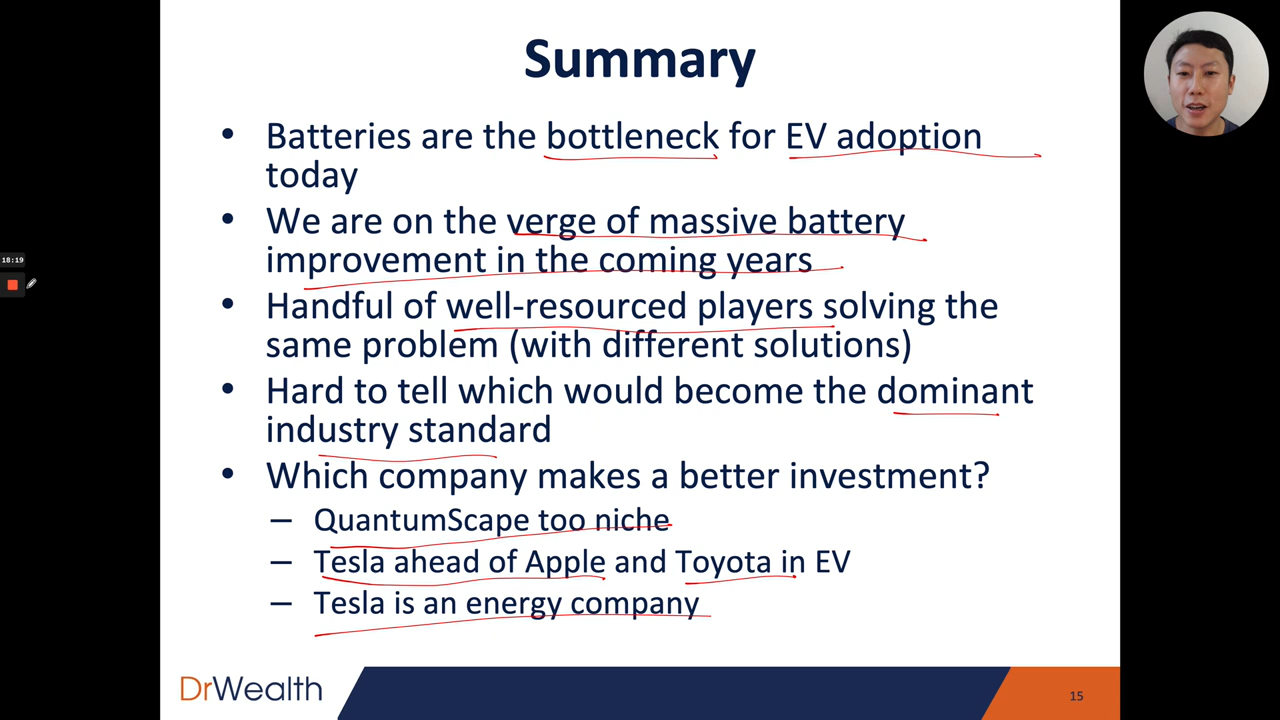 Summary
• Batteries are the bottleneck for EV adoption
today
• We are on the verge of massive battery
improvement in the coming years
• Handful of well-resourced players solving the
same problem (with different solutions)
• Hard to tell which would become the dominant
industry standard
• Which company makes a better investment?
– QuantumScape too niche
– Tesla ahead of Apple and Toyota in EV
– Tesla is an energy company
18:19
DrWealth
15